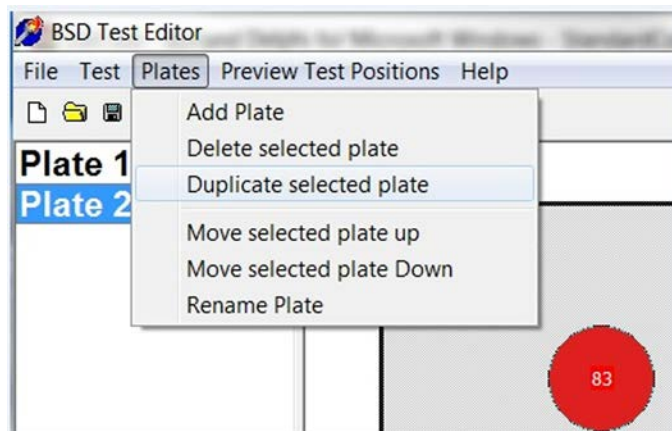 BSD Test Editor
File Test Plates Preview Test Positions Help
Add Plate
Delete selected plate
Duplicate selected plate
Move selected plate up
Move selected plate Down
Rename Plate
Plate 1
Plate 2
83